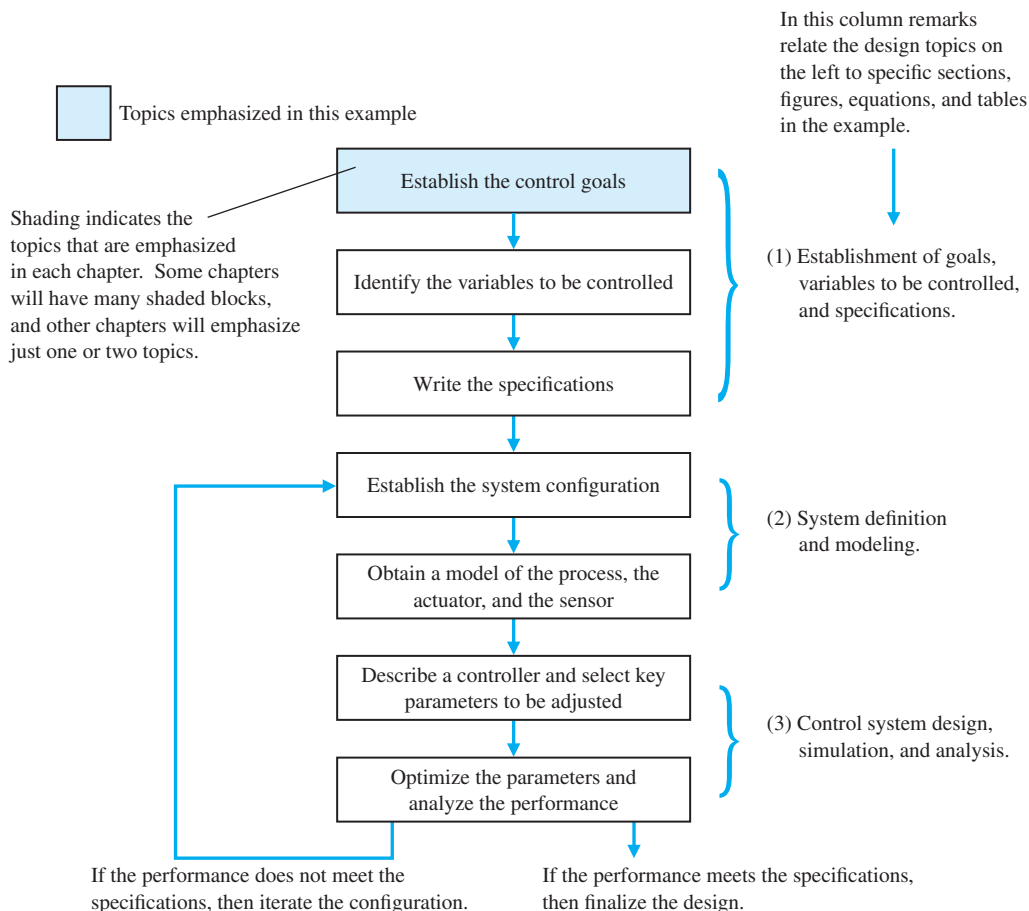 In this column remarks
relate the design topics on
the left to specific sections,
figures, equations, and tables
in the example.
Topics emphasized in this example
Establish the control goals
Shading indicates the
topics that are emphasized
in each chapter. Some chapters
will have many shaded blocks,
and other chapters will emphasize
just one or two topics.
Identify the variables to be controlled
(1) Establishment of goals,
variables to be controlled,
and specifications.
Write the specifications
Establish the system configuration
(2) System definition
and modeling.
Obtain a model of the process, the
actuator, and the sensor
Describe a controller and select key
parameters to be adjusted
(3) Control system design,
simulation, and analysis.
Optimize the parameters and
analyze the performance
If the performance does not meet the
specifications, then iterate the configuration.
If the performance meets the specifications,
then finalize the design.